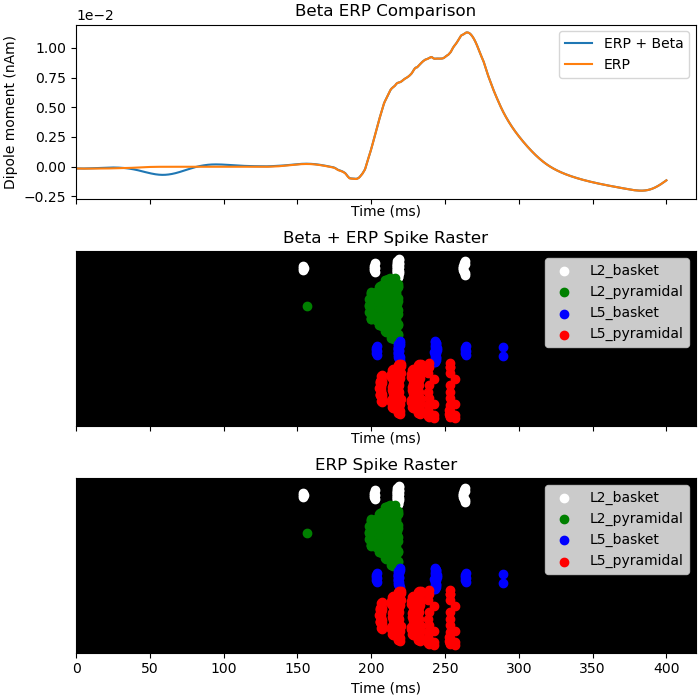 Beta ERP Comparison
1e−2
Dipole moment (nAm)
1.00
0.75
0.50
0.25
0.00
−0.25
ERP + Beta
ERP
Time (ms)
Beta + ERP Spike Raster
L2_basket
L2_pyramidal
L5_basket
L5_pyramidal
Time (ms)
ERP Spike Raster
L2_basket
L2_pyramidal
L5_basket
L5_pyramidal
0 50 100 150 200 250 300 350 400
Time (ms)